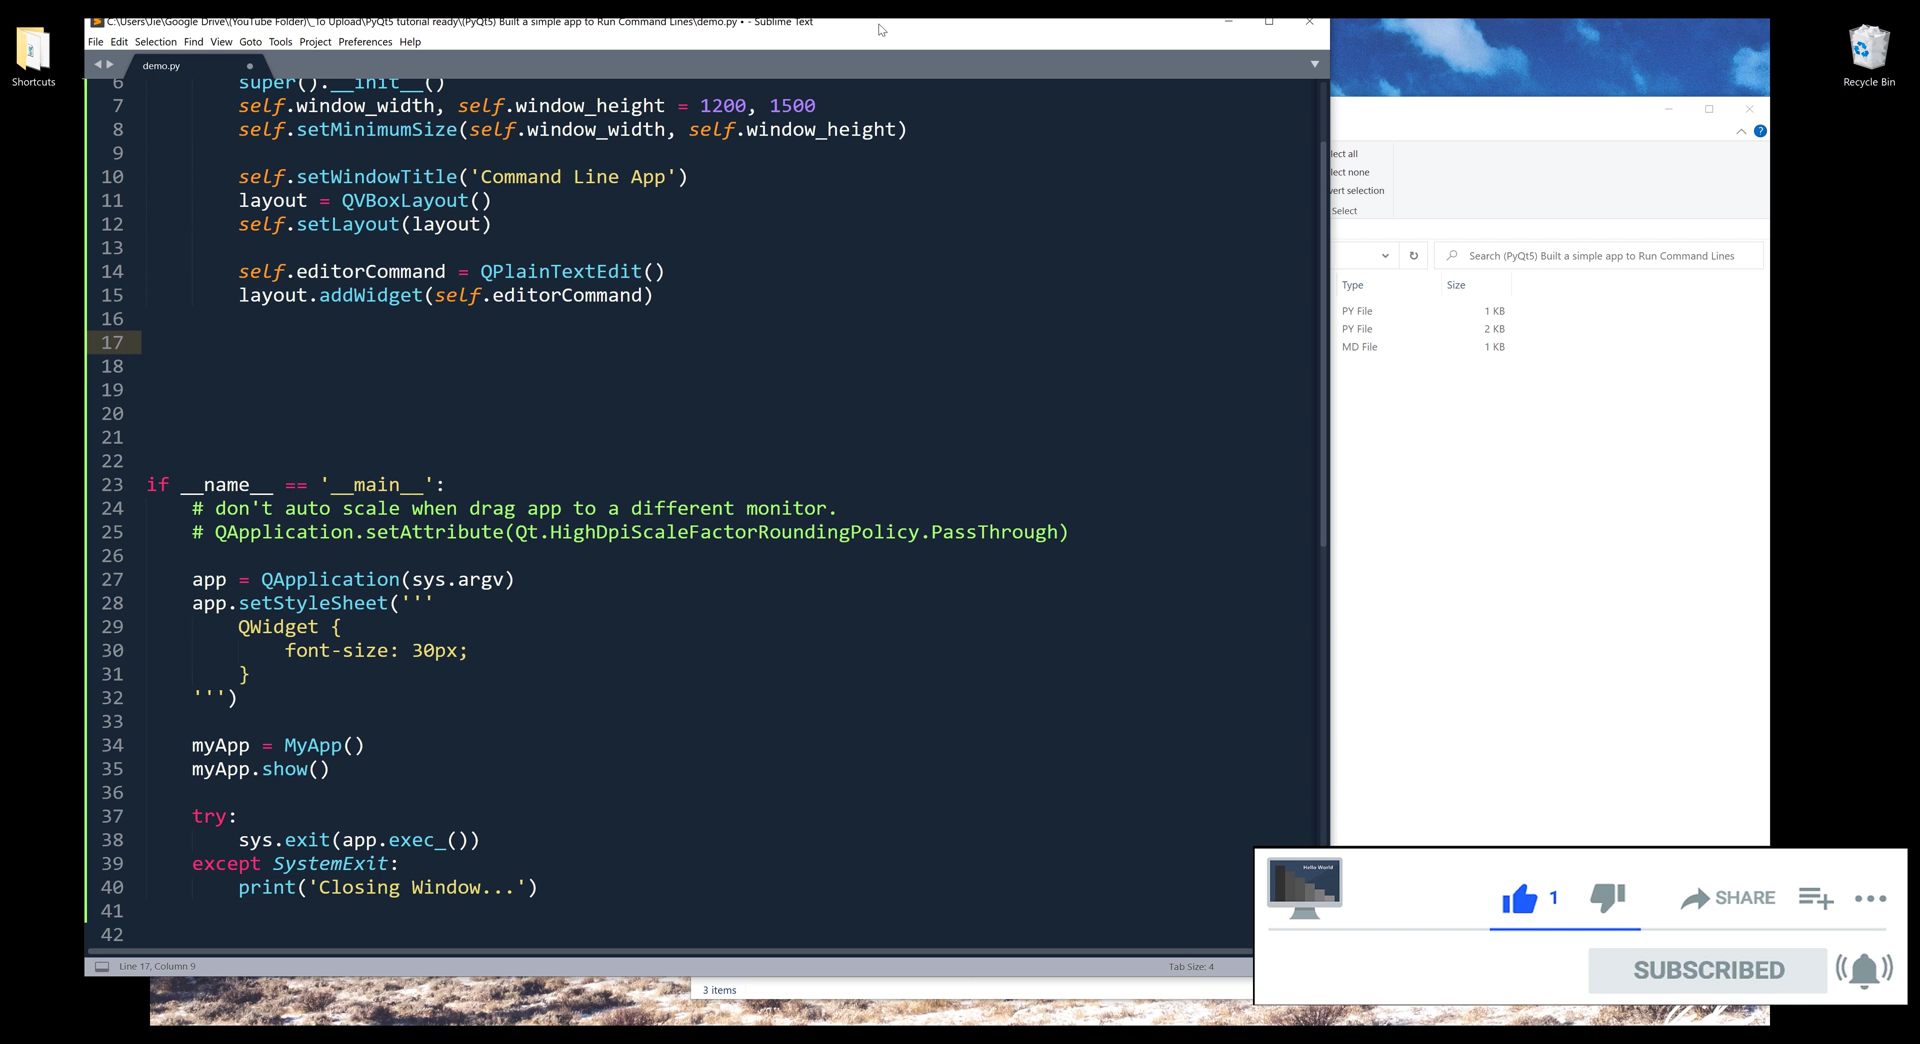 C:\Users\Jie\Google Drive\(YouTube Folder)\_To Upload\PyQt5 tutorial ready\(PyQt5) Built a simple app to Run Command Lines\demo.py • - Sublime Text
File Edit Selection Find View Goto Tools Project Preferences Help
demo.py
6 super().__init__()
7 self.window_width, self.window_height = 1200, 1500
8 self.setMinimumSize(self.window_width, self.window_height)
9
10 self.setWindowTitle('Command Line App')
11 layout = QVBoxLayout()
12 self.setLayout(layout)
13
14 self.editorCommand = QPlainTextEdit()
15 layout.addWidget(self.editorCommand)
16
17
18
19
20
21
22
23 if __name__ == '__main__':
24 # don't auto scale when drag app to a different monitor.
25 # QApplication.setAttribute(Qt.HighDpiScaleFactorRoundingPolicy.PassThrough)
26
27 app = QApplication(sys.argv)
28 app.setStyleSheet('''
29 QWidget {
30 font-size: 30px;
31 }
32 ''')
33
34 myApp = MyApp()
35 myApp.show()
36
37 try:
38 sys.exit(app.exec_())
39 except SystemExit:
40 print('Closing Window...')
41
42
Line 17, Column 9
Tab Size: 4
Shortcuts
Recycle Bin
lect all
lect none
vert selection
Select
Search (PyQt5) Built a simple app to Run Command Lines
Type Size
PY File 1 KB
PY File 2 KB
MD File 1 KB
3 items
Hello World
1
SHARE
SUBSCRIBED